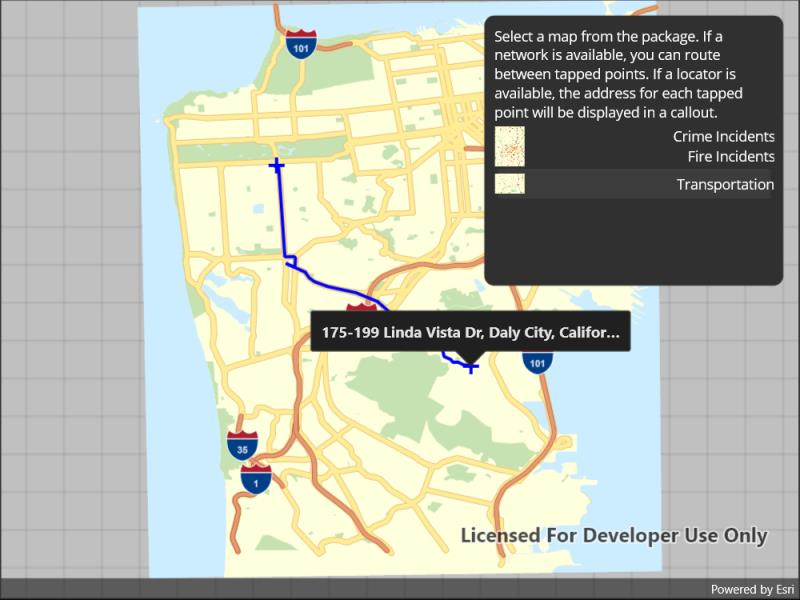 101
Select a map from the package. If a
network is available, you can route
between tapped points. If a locator is
available, the address for each tapped
point will be displayed in a callout.
Crime Incidents
Fire Incidents
Transportation
175-199 Linda Vista Dr, Daly City, Califor...
101
35
1
Licensed For Developer Use Only
Powered by Esri